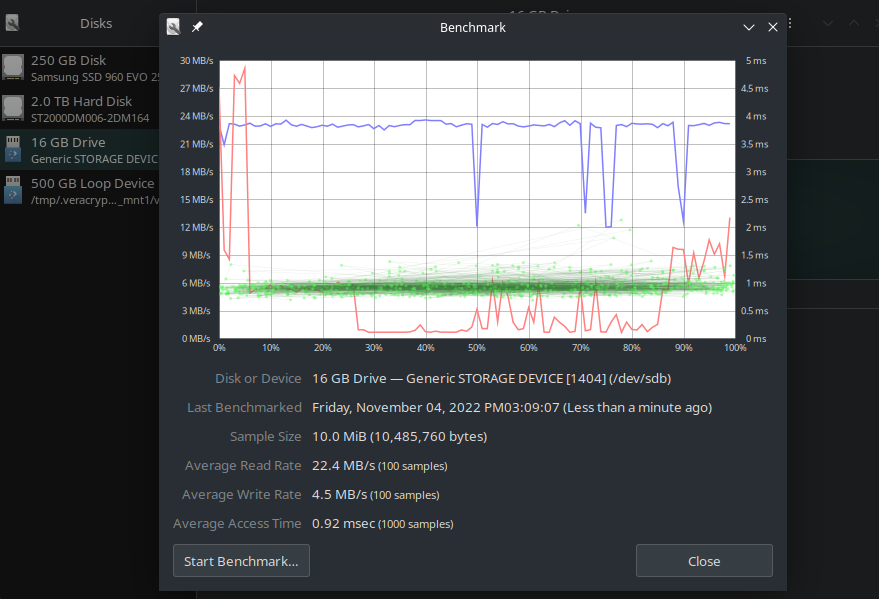 Disks
Benchmark
250 GB Disk
Samsung SSD 960 EVO 25
2.0 TB Hard Disk
ST2000DM006-2DM164
16 GB Drive
Generic STORAGE DEVIC
500 GB Loop Device
/tmp/.veracryp..._mnt1/v
30 MB/s
27 MB/s
24 MB/s
21 MB/s
18 MB/s
15 MB/s
12 MB/s
9 MB/s
6 MB/s
3 MB/s
0 MB/s
5 ms
4.5 ms
4 ms
3.5 ms
3 ms
2.5 ms
2 ms
1.5 ms
1 ms
0.5 ms
0 ms
0% 10% 20% 30% 40% 50% 60% 70% 80% 90% 100%
Disk or Device 16 GB Drive — Generic STORAGE DEVICE [1404] (/dev/sdb)
Last Benchmarked Friday, November 04, 2022 PM03:09:07 (Less than a minute ago)
Sample Size 10.0 MiB (10,485,760 bytes)
Average Read Rate 22.4 MB/s (100 samples)
Average Write Rate 4.5 MB/s (100 samples)
Average Access Time 0.92 msec (1000 samples)
Start Benchmark... Close